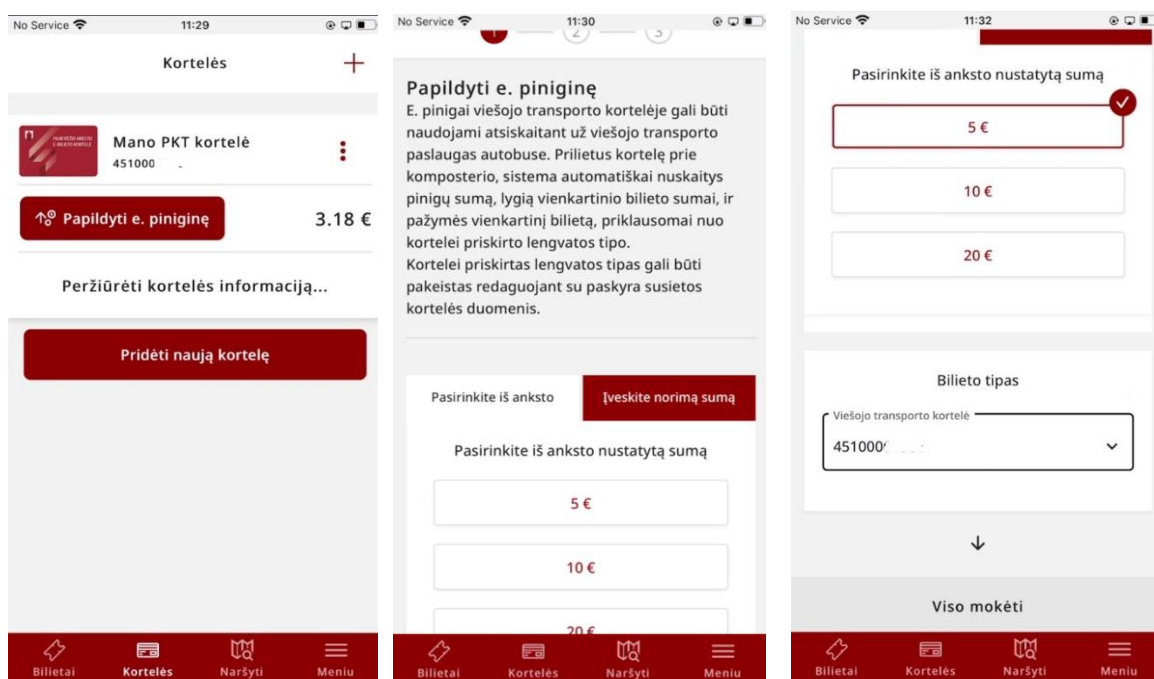 No Service
11:29
Kortelės
+
Mano PKT kortelė
451000
Papildyti e. piniginę
3.18 €
Peržiūrėti kortelės informaciją...
Pridėti naują kortelę
Bilietai
Kortelės
Naršyti
Meniu
No Service
11:30
1
2
3
Papildyti e. piniginę
E. pinigai viešojo transporto kortelėje gali būti
naudojami atsiskaitant už viešojo transporto
paslaugas autobuse. Prilietus kortelę prie
komposterio, sistema automatiškai nuskaitys
pinigų sumą, lygią vienkartinio bilieto sumai, ir
pažymės vienkartinį bilietą, priklausomai nuo
kortelei priskirto lengvatos tipo.
Kortelei priskirtas lengvatos tipas gali būti
pakeistas redaguojant su paskyra susietos
kortelės duomenis.
Pasirinkite iš anksto
Įveskite norimą sumą
Pasirinkite iš anksto nustatytą sumą
5 €
10 €
20 €
Bilietai
Kortelės
Naršyti
Meniu
No Service
11:32
Pasirinkite iš anksto nustatytą sumą
5 €
10 €
20 €
Bilieto tipas
Viešojo transporto kortelė
451000
Viso mokėti
Bilietai
Kortelės
Naršyti
Meniu